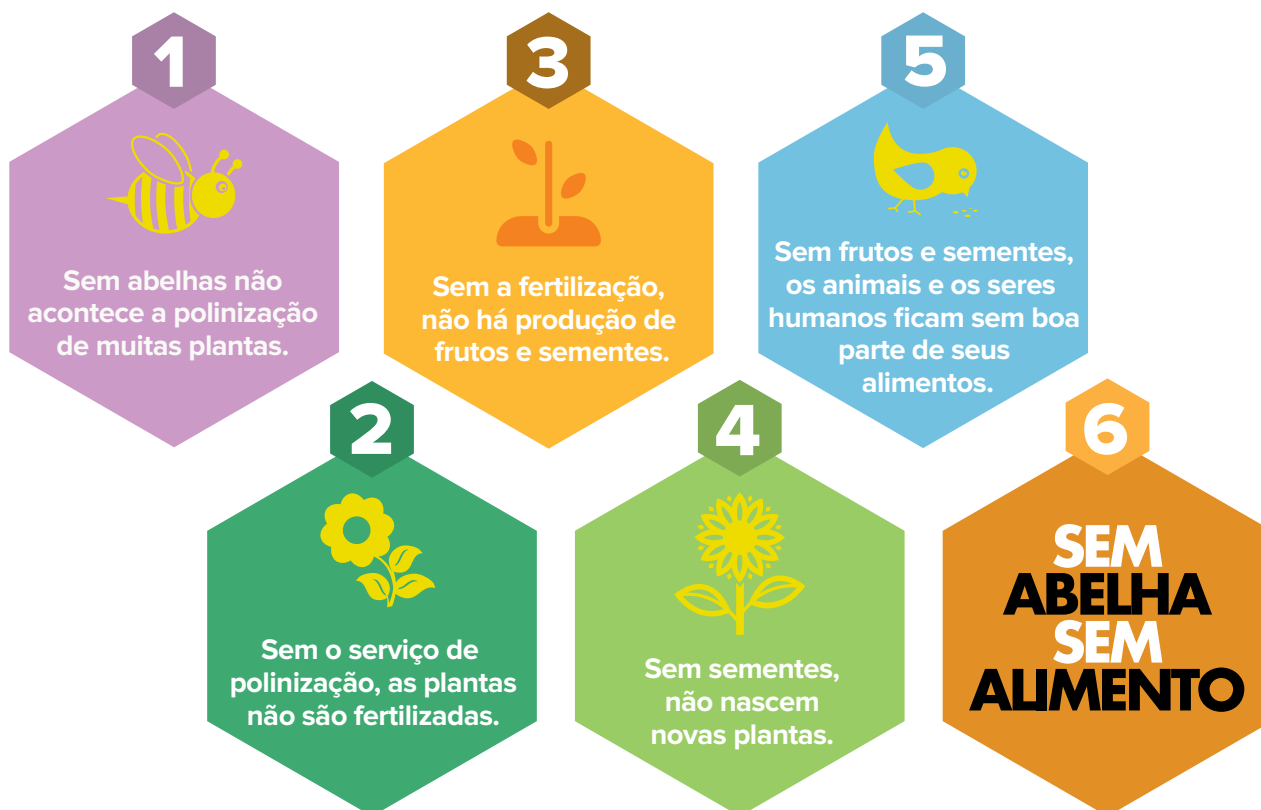 1
Sem abelhas não
acontece a polinização
de muitas plantas.
2
Sem o serviço de
polinização, as plantas
não são fertilizadas.
3
Sem a fertilização,
não há produção de
frutos e sementes.
4
Sem sementes,
não nascem
novas plantas.
5
Sem frutos e sementes,
os animais e os seres
humanos ficam sem boa
parte de seus
alimentos.
6
SEM
ABELHA
SEM
ALIMENTO